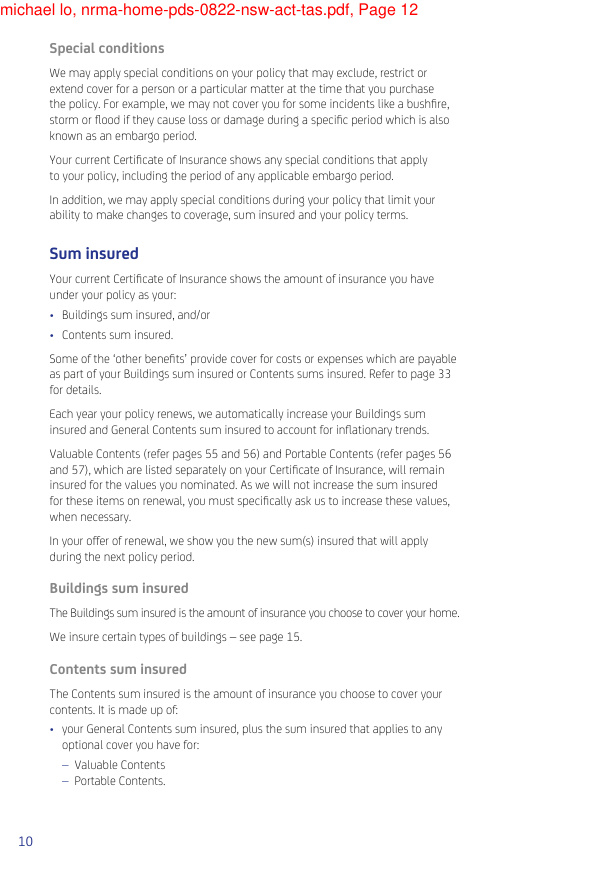 michael lo, nrma-home-pds-0822-nsw-act-tas.pdf, Page 12
Special conditions
We may apply special conditions on your policy that may exclude, restrict or
extend cover for a person or a particular matter at the time that you purchase
the policy. For example, we may not cover you for some incidents like a bushfire,
storm or flood if they cause loss or damage during a specific period which is also
known as an embargo period.
Your current Certificate of Insurance shows any special conditions that apply
to your policy, including the period of any applicable embargo period.
In addition, we may apply special conditions during your policy that limit your
ability to make changes to coverage, sum insured and your policy terms.
Sum insured
Your current Certificate of Insurance shows the amount of insurance you have
under your policy as your:
• Buildings sum insured, and/or
• Contents sum insured.
Some of the ‘other benefits’ provide cover for costs or expenses which are payable
as part of your Buildings sum insured or Contents sums insured. Refer to page 33
for details.
Each year your policy renews, we automatically increase your Buildings sum
insured and General Contents sum insured to account for inflationary trends.
Valuable Contents (refer pages 55 and 56) and Portable Contents (refer pages 56
and 57), which are listed separately on your Certificate of Insurance, will remain
insured for the values you nominated. As we will not increase the sum insured
for these items on renewal, you must specifically ask us to increase these values,
when necessary.
In your offer of renewal, we show you the new sum(s) insured that will apply
during the next policy period.
Buildings sum insured
The Buildings sum insured is the amount of insurance you choose to cover your home.
We insure certain types of buildings – see page 15.
Contents sum insured
The Contents sum insured is the amount of insurance you choose to cover your
contents. It is made up of:
• your General Contents sum insured, plus the sum insured that applies to any
optional cover you have for:
– Valuable Contents
– Portable Contents.
10